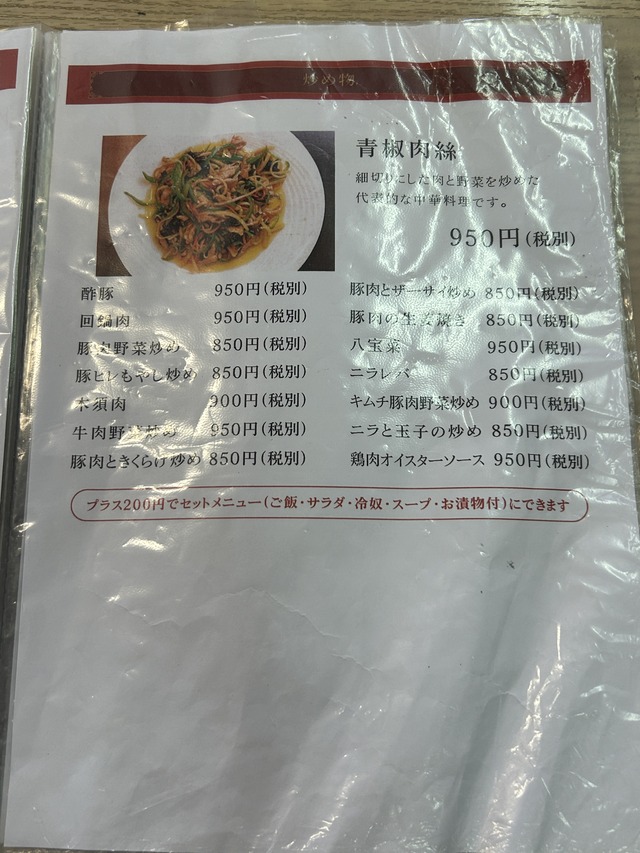 炒め物
青椒肉絲
細切りにした肉と野菜を炒めた
代表的な中華料理です。
950円(税別)
酢豚 950円(税別)
回鍋肉 950円(税別)
豚肉野菜炒め 850円(税別)
豚ヒレもやし炒め 850円(税別)
木須肉 900円(税別)
牛肉野菜炒め 950円(税別)
豚肉ときくらげ炒め 850円(税別)
豚肉とザーサイ炒め 850円(税別)
豚肉の生姜焼き 850円(税別)
八宝菜 950円(税別)
ニラレバ 850円(税別)
キムチ豚肉野菜炒め 900円(税別)
ニラと玉子の炒め 850円(税別)
鶏肉オイスターソース 950円(税別)
プラス200円でセットメニュー(ご飯・サラダ・冷奴・スープ・お漬物付)にできます